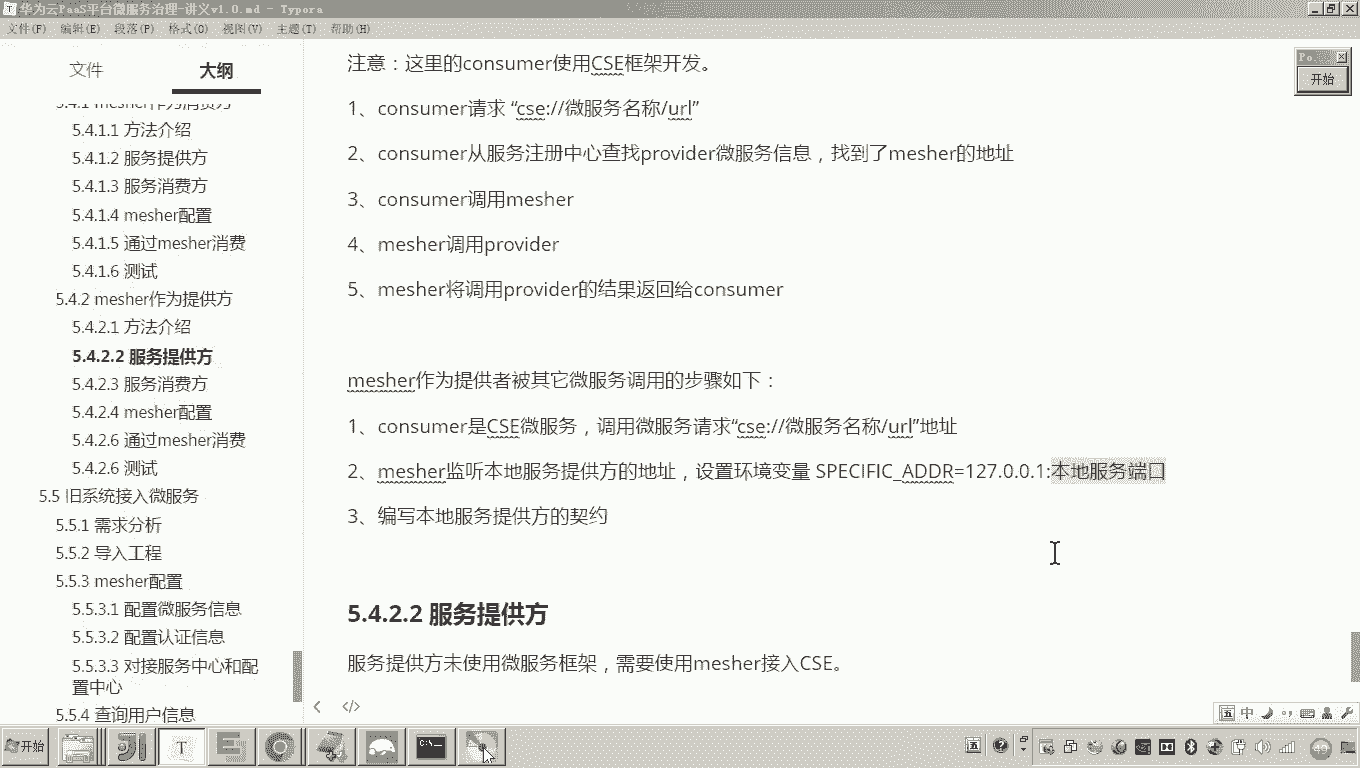 华为云PaaS平台微服务治理-讲义v1.0.md - Typora
文件(F) 编辑(E) 段落(P) 格式(O) 视图(V) 主题(T) 帮助(H)
文件 大纲
5.4.1 mesher作为消费方
5.4.1.1 方法介绍
5.4.1.2 服务提供方
5.4.1.3 服务消费方
5.4.1.4 mesher配置
5.4.1.5 通过mesher消费
5.4.1.6 测试
5.4.2 mesher作为提供方
5.4.2.1 方法介绍
5.4.2.2 服务提供方
5.4.2.3 服务消费方
5.4.2.4 mesher配置
5.4.2.6 通过mesher消费
5.4.2.6 测试
5.5 旧系统接入微服务
5.5.1 需求分析
5.5.2 导入工程
5.5.3 mesher配置
5.5.3.1 配置微服务信息
5.5.3.2 配置认证信息
5.5.3.3 对接服务中心和配
置中心
5.5.4 查询用户信息
注意：这里的consumer使用CSE框架开发。
1、consumer请求 “cse://微服务名称/url”
2、consumer从服务注册中心查找provider微服务信息，找到了mesher的地址
3、consumer调用mesher
4、mesher调用provider
5、mesher将调用provider的结果返回给consumer
mesher作为提供者被其它微服务调用的步骤如下：
1、consumer是CSE微服务，调用微服务请求“cse://微服务名称/url”地址
2、mesher监听本地服务提供方的地址，设置环境变量 SPECIFIC_ADDR=127.0.0.1:本地服务端口
3、编写本地服务提供方的契约
5.4.2.2 服务提供方
服务提供方未使用微服务框架，需要使用mesher接入CSE。
Po
开始
五 中
开始
T
C:\
五
49